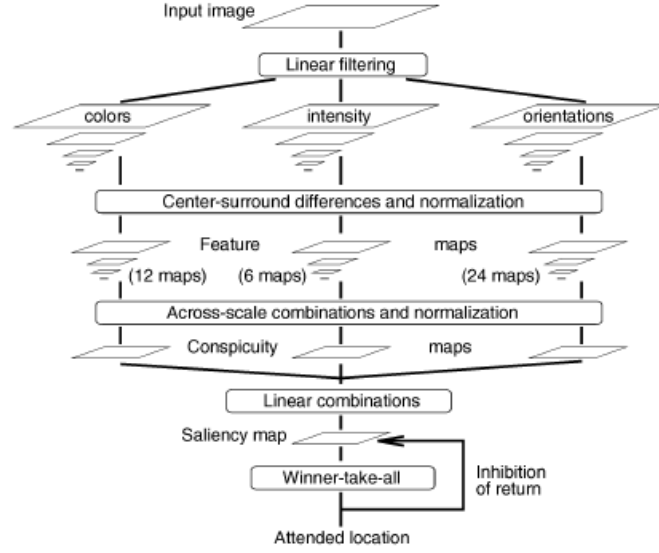 Input image
Linear filtering
colors intensity orientations
Center-surround differences and normalization
Feature maps
(12 maps) (6 maps) (24 maps)
Across-scale combinations and normalization
Conspicuity maps
Linear combinations
Saliency map
Winner-take-all
Inhibition
of return
Attended location